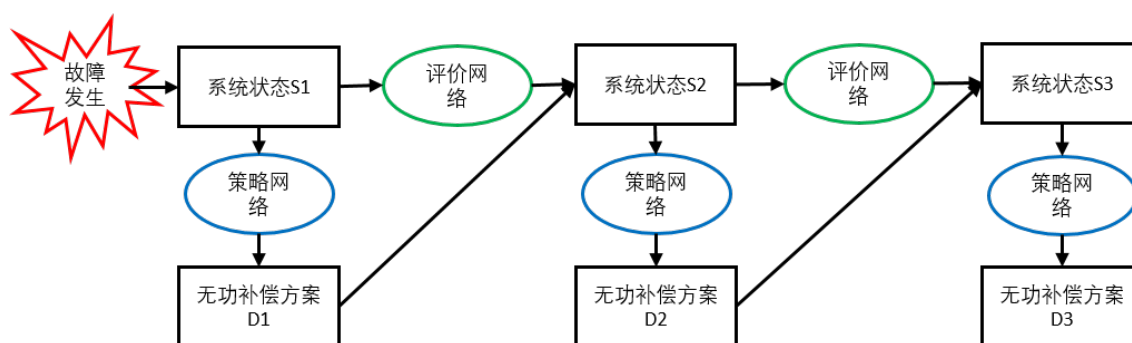 故障
发生
系统状态S1
评价网
络
系统状态S2
评价网
络
系统状态S3
策略网
络
策略网
络
策略网
络
无功补偿方案
D1
无功补偿方案
D2
无功补偿方案
D3